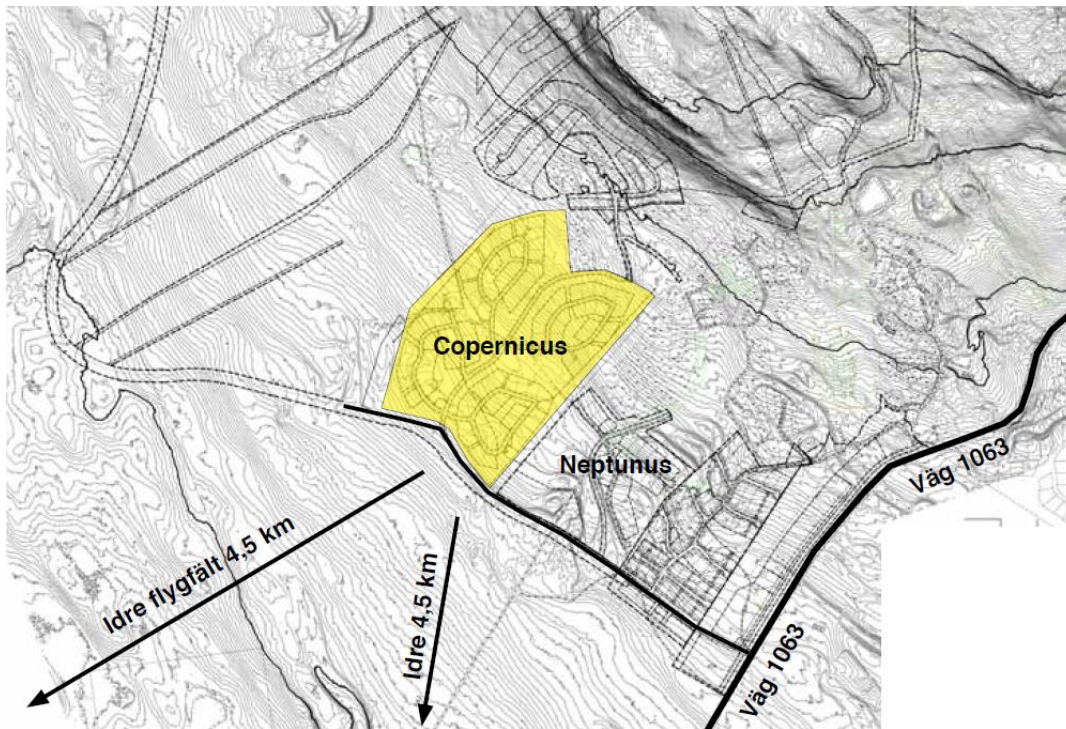 Copernicus
Neptunus
Väg 1063
Idre flygfält 4,5 km
Idre 4,5 km
Väg 1063